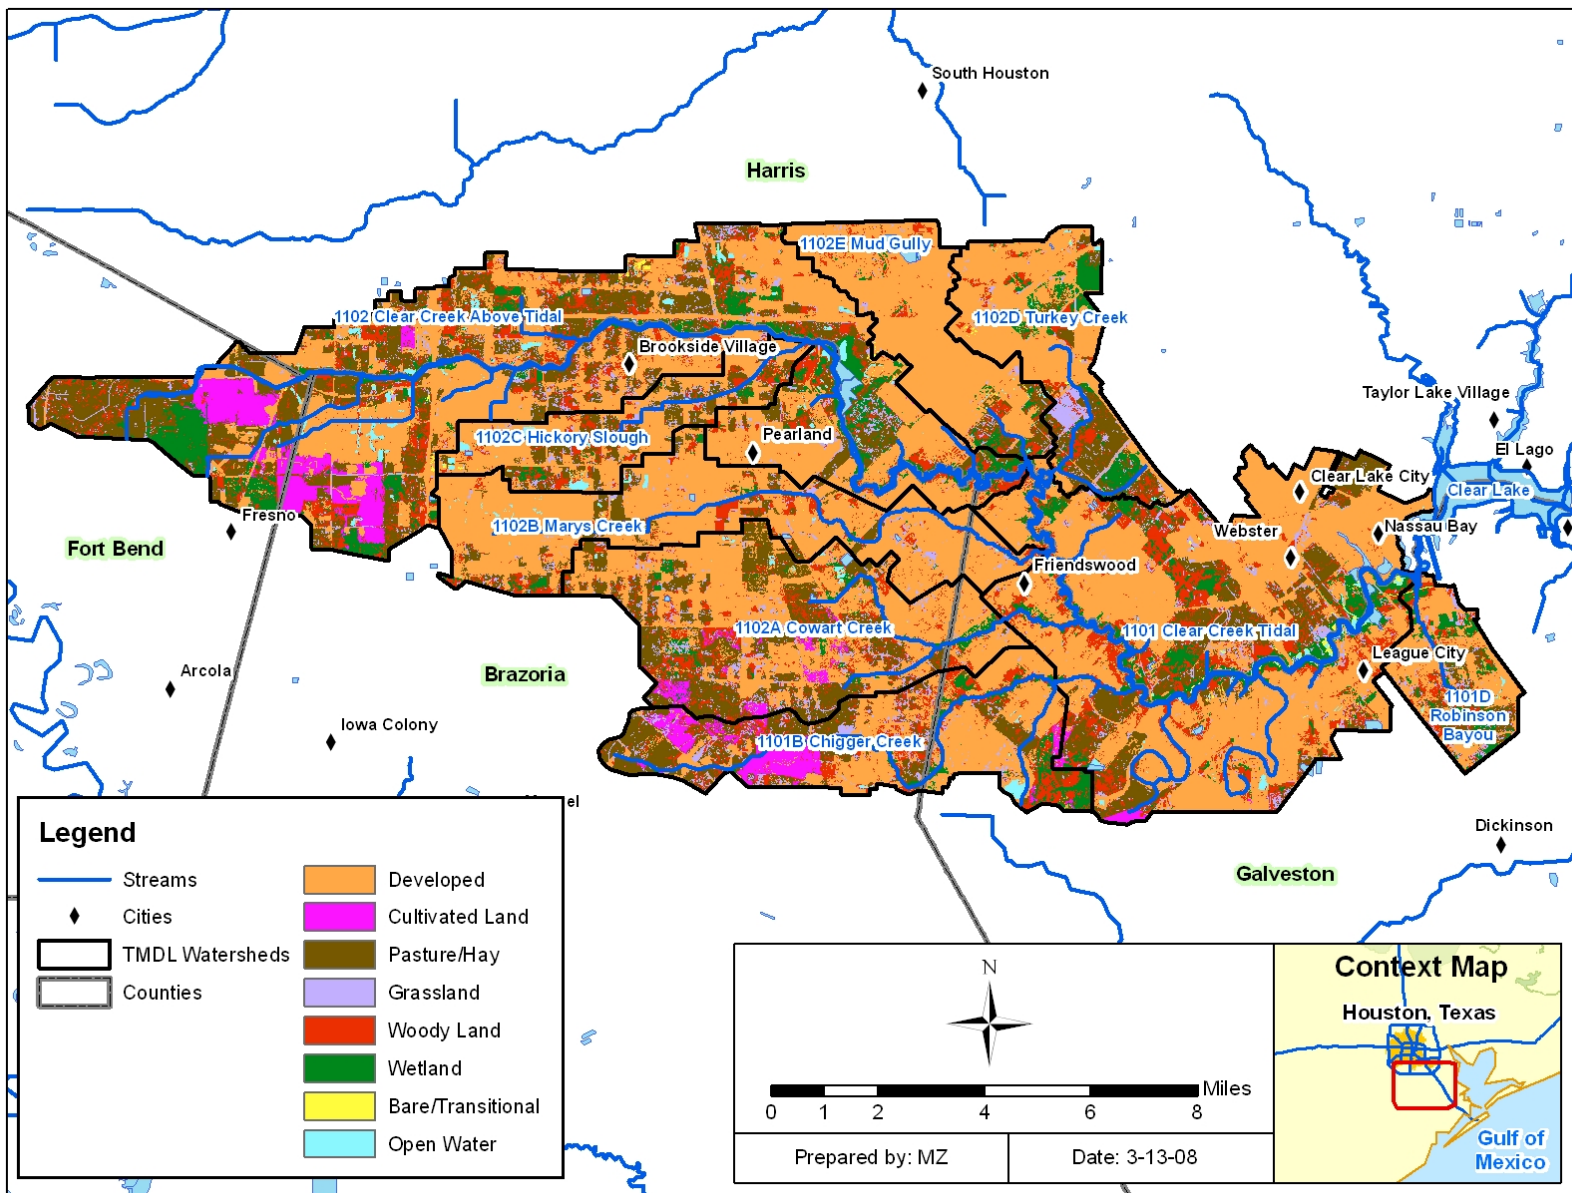 South Houston
Harris
1102E Mud Gully
1102 Clear Creek Above Tidal
1102D Turkey Creek
Brookside Village
Taylor Lake Village
1102C Hickory Slough
Pearland
El Lago
Clear Lake City
Clear Lake
Fresno
1102B Marys Creek
Webster
Nassau Bay
Fort Bend
Friendswood
1102A Cowart Creek
1101 Clear Creek Tidal
League City
Arcola
Brazoria
1101D
Robinson
Bayou
Iowa Colony
1101B Chigger Creek
el
Dickinson
Galveston
Legend
Streams
Cities
TMDL Watersheds
Counties
Developed
Cultivated Land
Pasture/Hay
Grassland
Woody Land
Wetland
Bare/Transitional
Open Water
N
Miles
0 1 2 4 6 8
Prepared by: MZ
Date: 3-13-08
Context Map
Houston, Texas
Gulf of
Mexico